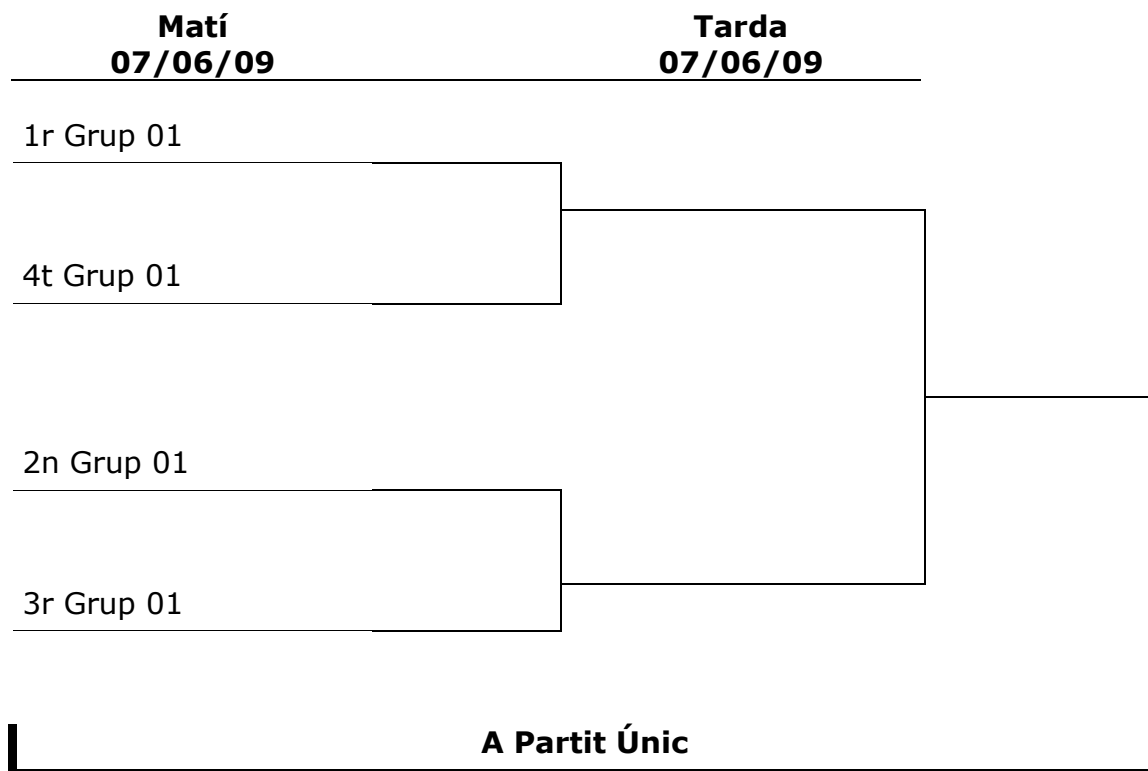 Matí
07/06/09
Tarda
07/06/09
1r Grup 01
4t Grup 01
2n Grup 01
3r Grup 01
A Partit Únic